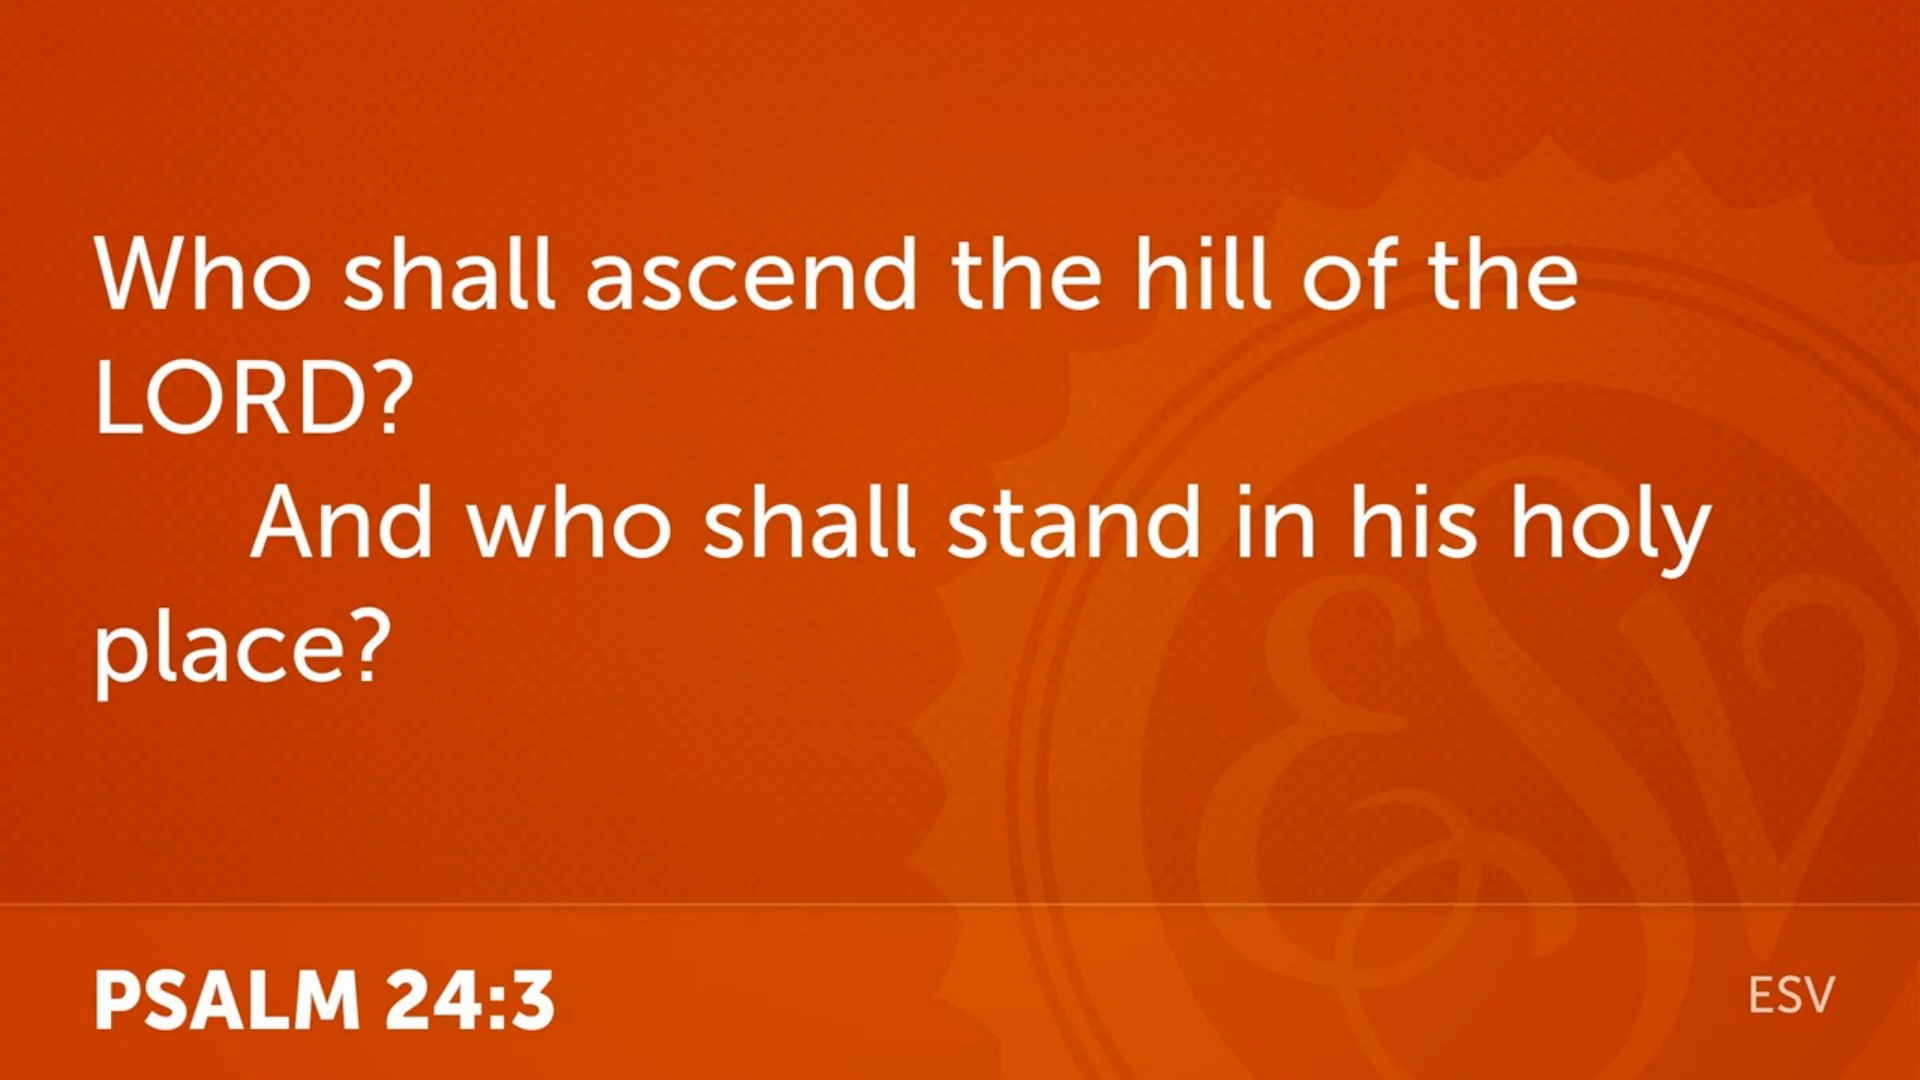 Who shall ascend the hill of the
LORD?
And who shall stand in his holy
place?
PSALM 24:3
ESV
ESV